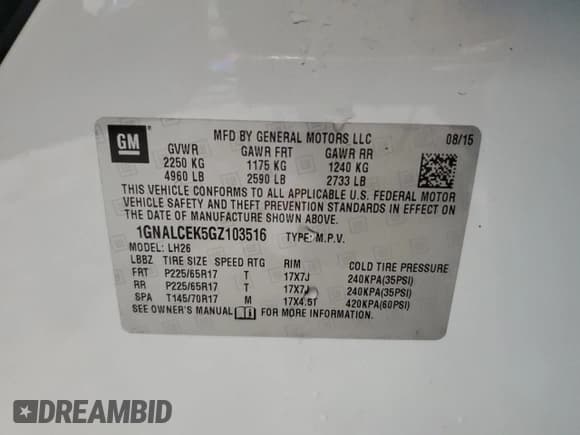 GM
MFD BY GENERAL MOTORS LLC 08/15
GVWR GAWR FRT GAWR RR
2250 KG 1175 KG 1240 KG
4960 LB 2590 LB 2733 LB
THIS VEHICLE CONFORMS TO ALL APPLICABLE U.S. FEDERAL MOTOR
VEHICLE SAFETY AND THEFT PREVENTION STANDARDS IN EFFECT ON
THE DATE OF MANUFACTURE SHOWN ABOVE.
1GNALCEK5GZ103516 TYPE: M.P.V.
MODEL: LH26
LBBZ TIRE SIZE SPEED RTG RIM COLD TIRE PRESSURE
FRT P225/65R17 T 17X7J 240KPA(35PSI)
RR P225/65R17 T 17X7J 240KPA(35PSI)
SPA T145/70R17 M 17X4.5T 420KPA(60PSI)
SEE OWNER'S MANUAL FOR MORE INFORMATION.
DREAMBID